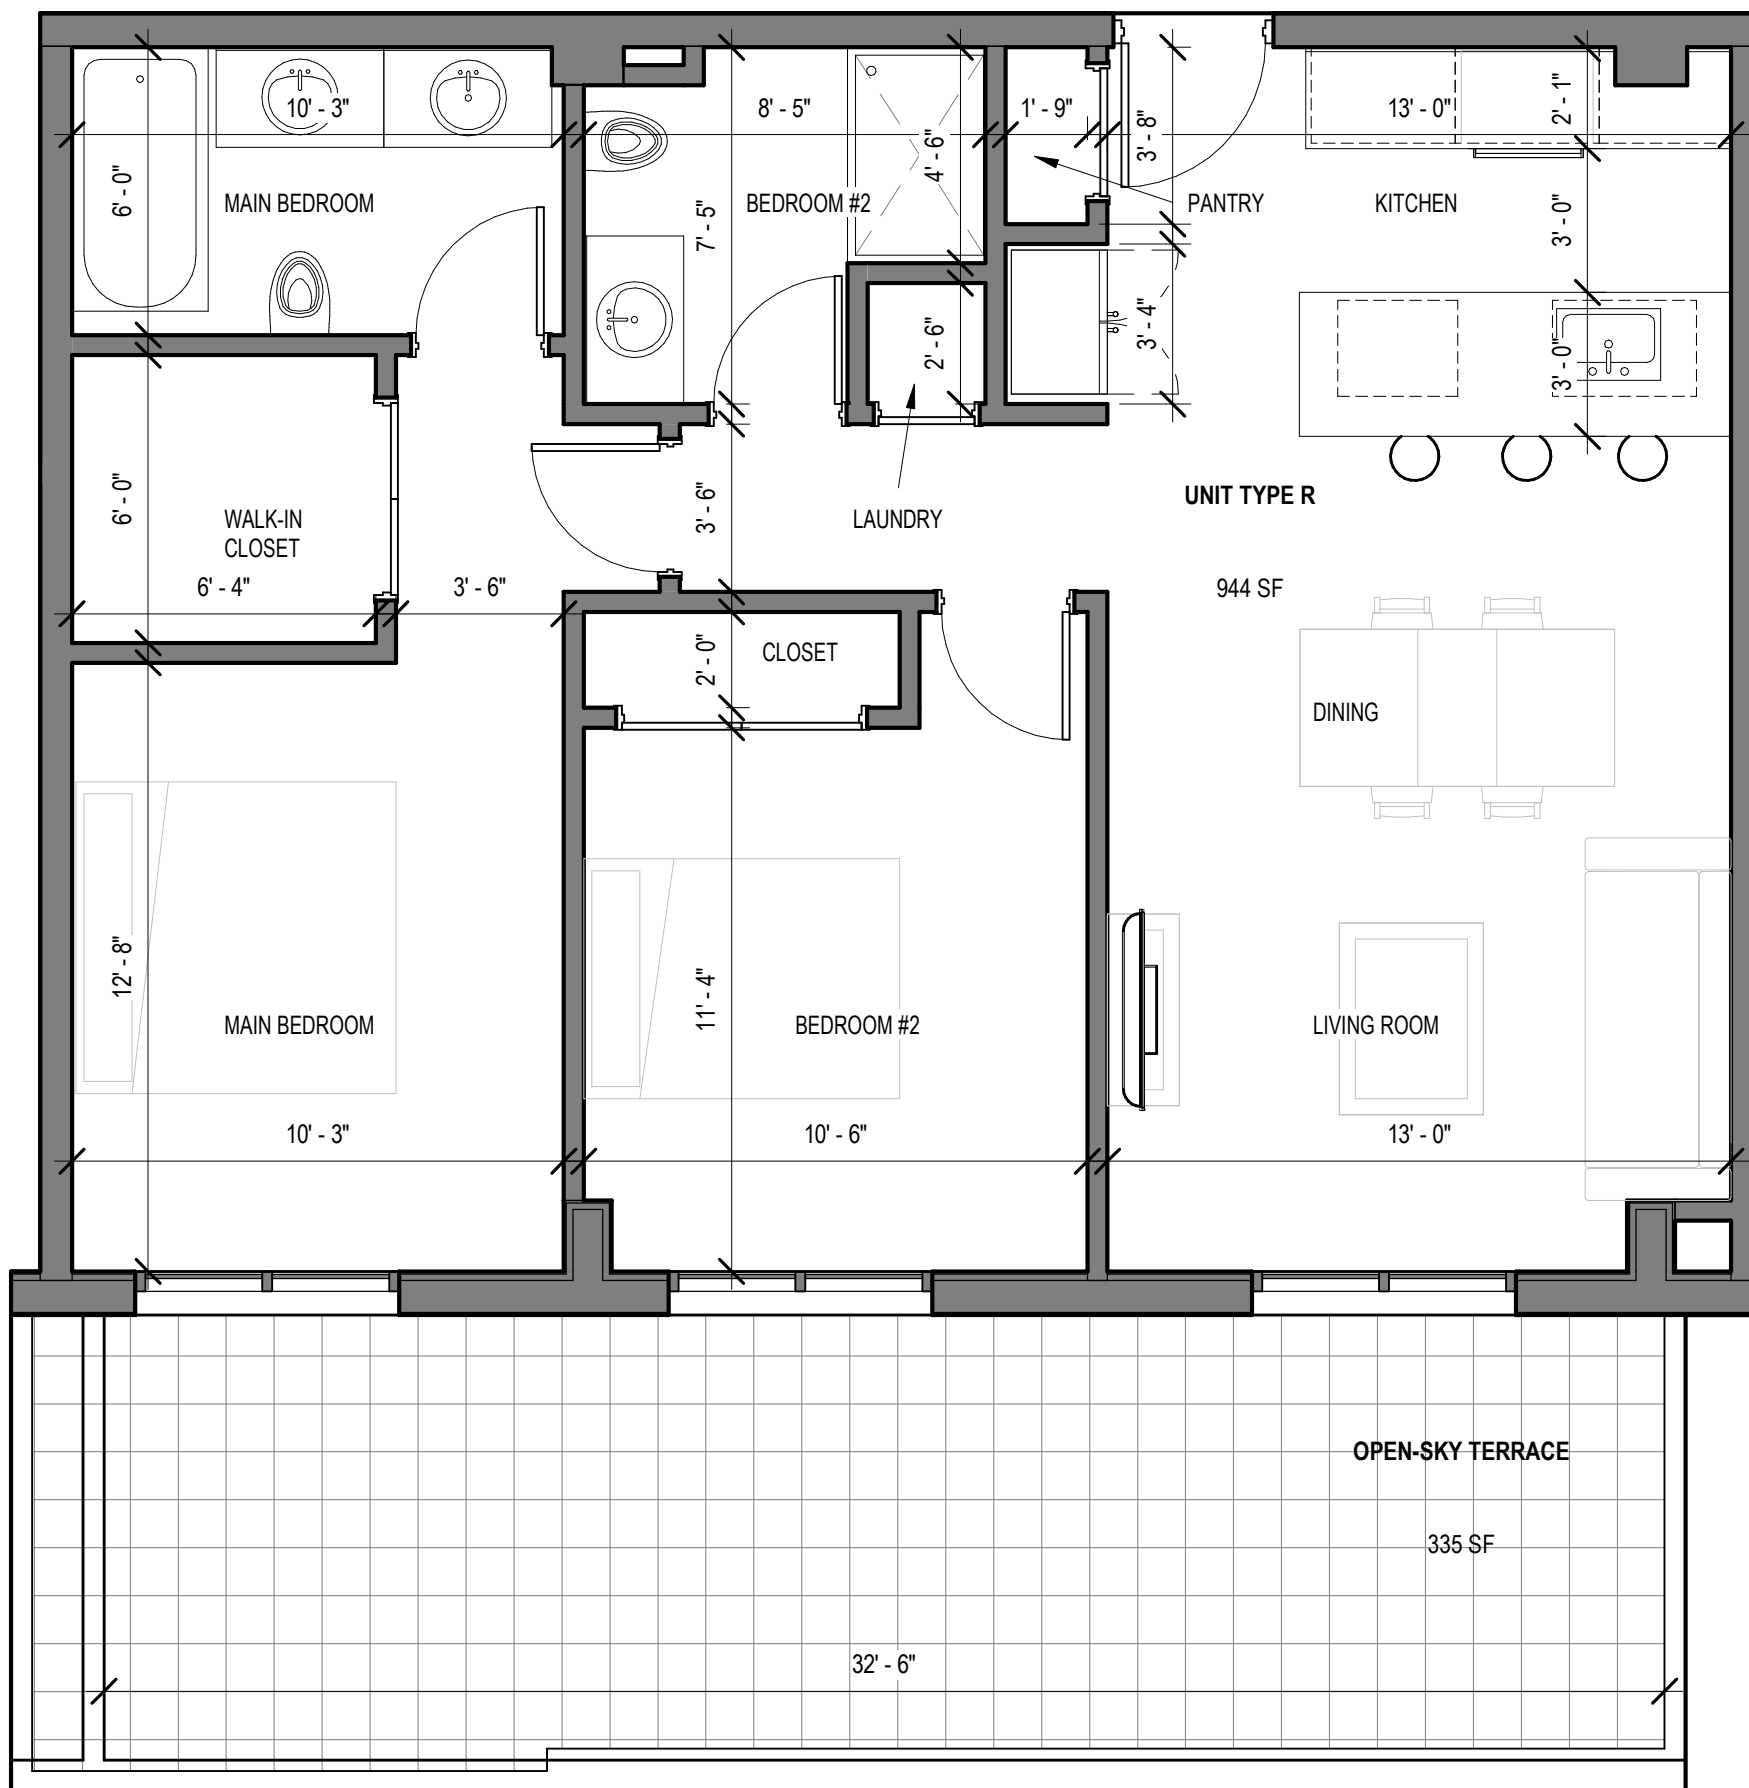 10' - 3"
8' - 5"
1' - 9"
3' - 8"
13' - 0"
2' - 1"
6' - 0"
MAIN BEDROOM
7' - 5"
BEDROOM #2
4' - 6"
PANTRY
KITCHEN
3' - 0"
2' - 6"
3' - 4"
3' - 0"
6' - 0"
WALK-IN
CLOSET
6' - 4"
3' - 6"
3' - 6"
LAUNDRY
UNIT TYPE R
944 SF
2' - 0"
CLOSET
DINING
12' - 8"
MAIN BEDROOM
11' - 4"
BEDROOM #2
LIVING ROOM
10' - 3"
10' - 6"
13' - 0"
OPEN-SKY TERRACE
335 SF
32' - 6"